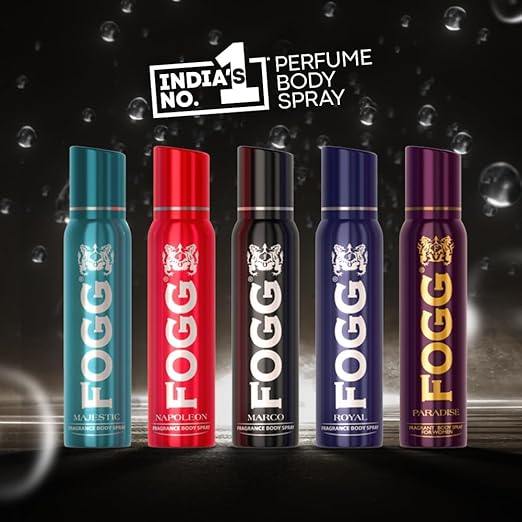 INDIA'S
NO. 1
PERFUME
BODY
SPRAY
FOGG
MAJESTIC
FRAGRANCE BODY SPRAY
FOGG
NAPOLEON
FRAGRANCE BODY SPRAY
FOGG
MARCO
FRAGRANCE BODY SPRAY
FOGG
ROYAL
FRAGRANCE BODY SPRAY
FOGG
PARADISE
FRAGRANT BODY SPRAY
FOR WOMEN